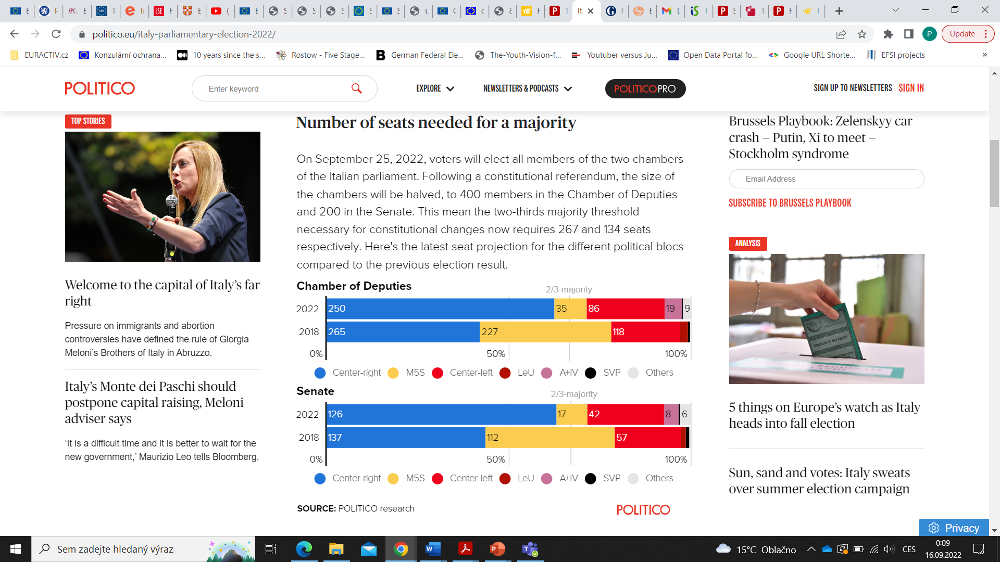 It
Update
politico.eu/italy-parliamentary-election-2022/
P
EURACTIV.cz
Konzulární ochrana...
10 years since the s...
Rostow - Five Stage...
German Federal Ele...
The-Youth-Vision-f...
Youtuber versus Ju...
Open Data Portal fo...
Google URL Shorte...
EFSI projects
»
POLITICO
Enter keyword
EXPLORE
NEWSLETTERS & PODCASTS
POLITICOPRO
SIGN UP TO NEWSLETTERS
SIGN IN
TOP STORIES
Welcome to the capital of Italy's far
right
Pressure on immigrants and abortion
controversies have defined the rule of Giorgia
Meloni's Brothers of Italy in Abruzzo.
Italy's Monte dei Paschi should
postpone capital raising, Meloni
adviser says
'It is a difficult time and it is better to wait for the
new government,' Maurizio Leo tells Bloomberg.
Number of seats needed for a majority
On September 25, 2022, voters will elect all members of the two chambers
of the Italian parliament. Following a constitutional referendum, the size of
the chambers will be halved, to 400 members in the Chamber of Deputies
and 200 in the Senate. This mean the two-thirds majority threshold
necessary for constitutional changes now requires 267 and 134 seats
respectively. Here's the latest seat projection for the different political blocs
compared to the previous election result.
Chamber of Deputies
2/3-majority
2022 250 35 86 19 9
2018 265 227 118
0% 50% 100%
Center-right M5S Center-left LeU A+IV SVP Others
Senate
2/3-majority
2022 126 17 42 8 6
2018 137 112 57
0% 50% 100%
Center-right M5S Center-left LeU A+IV SVP Others
SOURCE: POLITICO research
POLITICO
Brussels Playbook: Zelenskyy car
crash – Putin, Xi to meet –
Stockholm syndrome
Email Address
SUBSCRIBE TO BRUSSELS PLAYBOOK
ANALYSIS
5 things on Europe's watch as Italy
heads into fall election
Sun, sand and votes: Italy sweats
over summer election campaign
Privacy
Sem zadejte hledaný výraz
15°C Oblačno
CES
0:09
16.09.2022